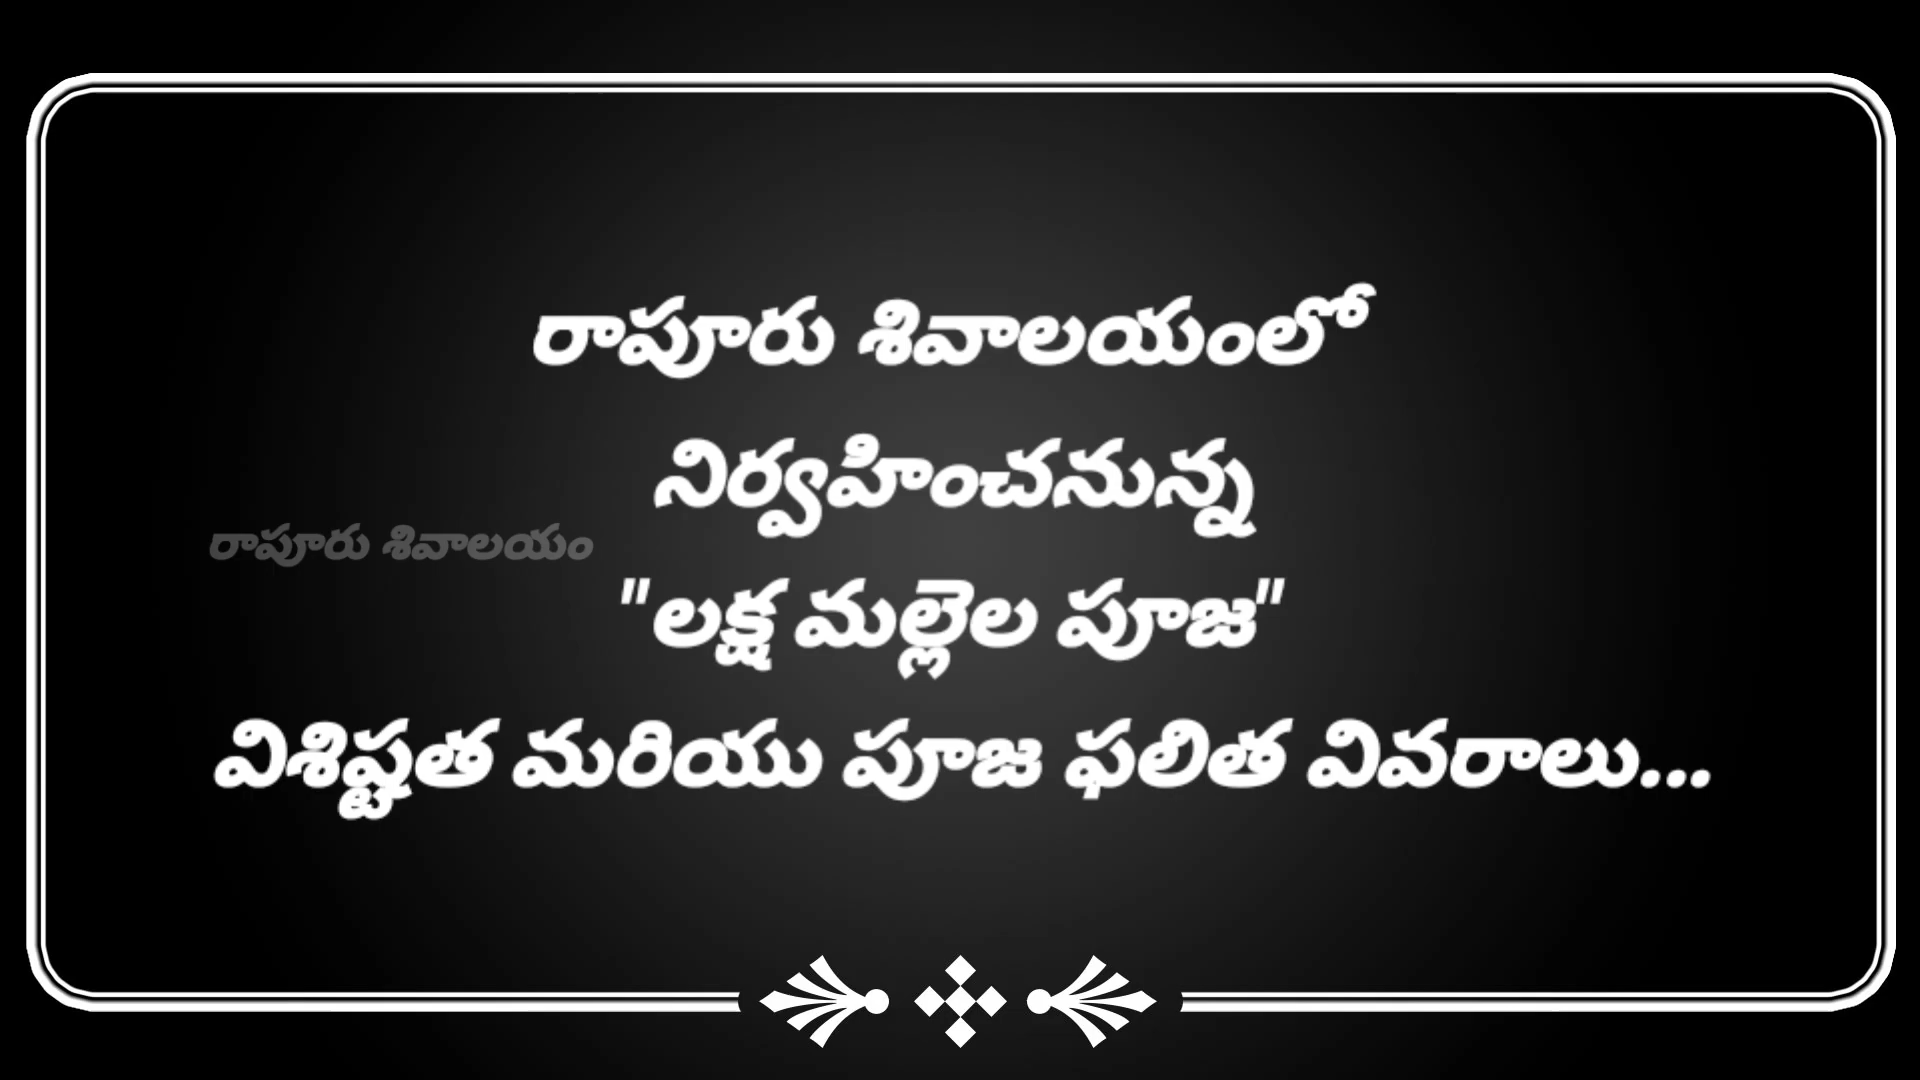 రాపూరు శివాలయంలో
నిర్వహించనున్న
రాపూరు శివాలయం
"లక్ష మల్లెల పూజ"
విశిష్టత మరియు పూజ ఫలిత వివరాలు...